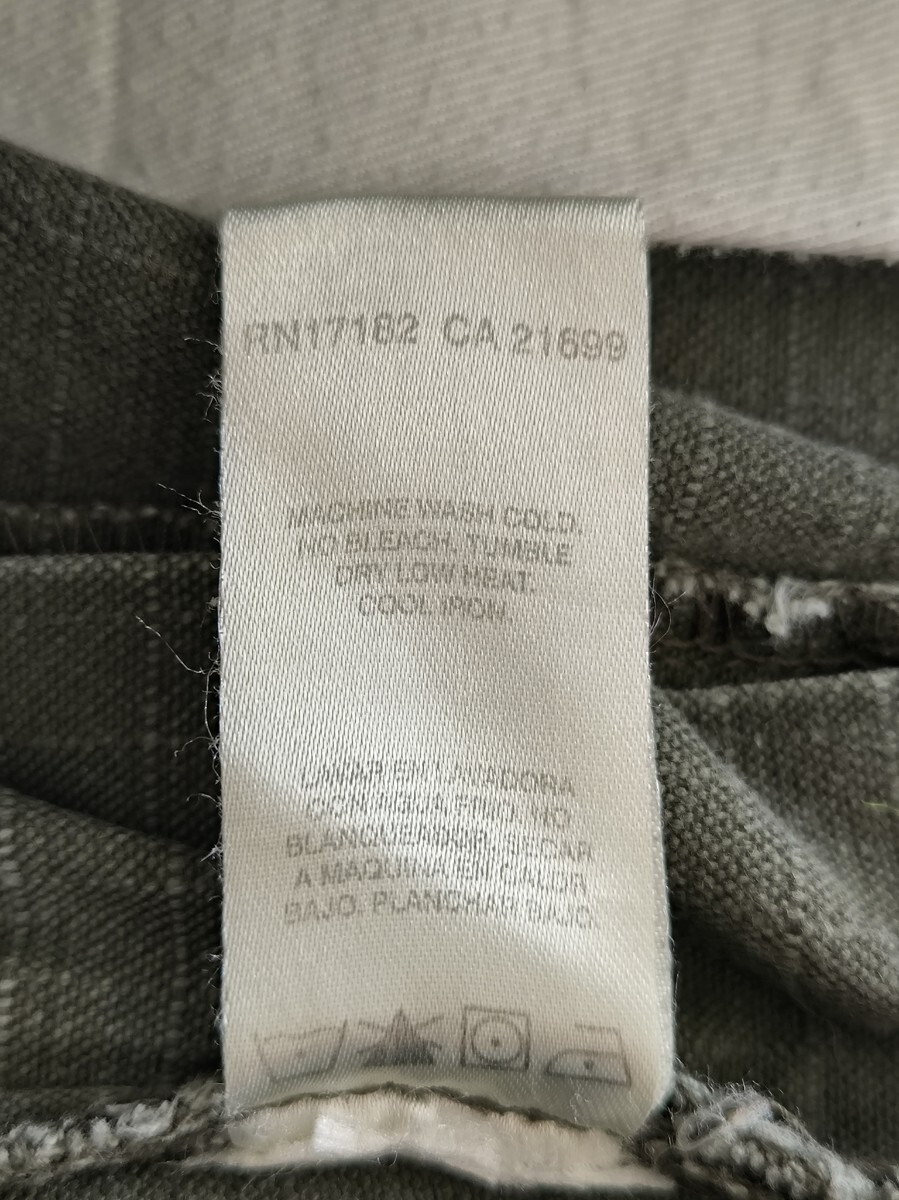 RN17182 CA 21699
MACHINE WASH COLD.
NO BLEACH. TUMBLE
DRY LOW HEAT.
COOL IRON.
LAVAR EN LAVADORA
CON AGUA FRIO. NO
BLANQUEADOR. SECAR
A MAQUINA EN CALOR
BAJO. PLANCHAR BAJO.